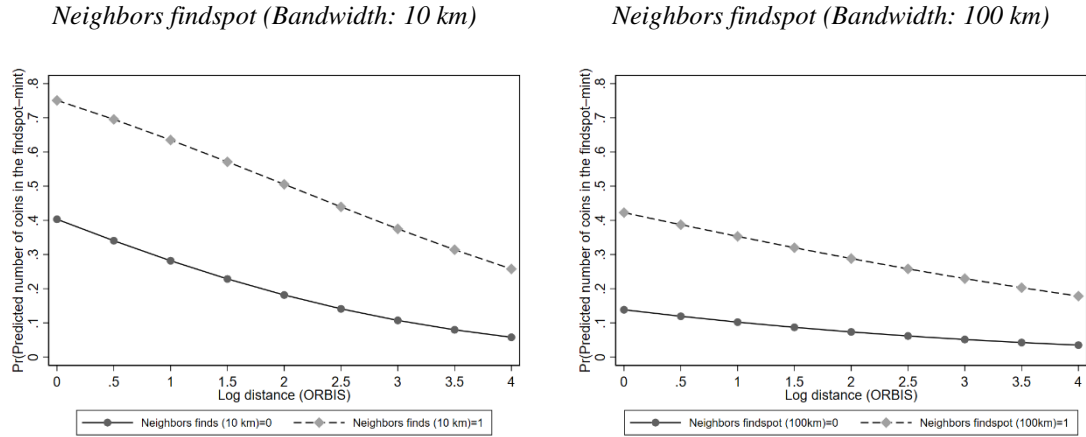 Neighbors findspot (Bandwidth: 10 km)
Pr(Predicted number of coins in the findspot–mint)
.8
.7
.6
.5
.4
.3
.2
.1
0
0 .5 1 1.5 2 2.5 3 3.5 4
Log distance (ORBIS)
Neighbors finds (10 km)=0 Neighbors finds (10 km)=1
Neighbors findspot (Bandwidth: 100 km)
Pr(Predicted number of coins in the findspot–mint)
.8
.7
.6
.5
.4
.3
.2
.1
0
0 .5 1 1.5 2 2.5 3 3.5 4
Log distance (ORBIS)
Neighbors findspot (100km)=0 Neighbors findspot (100km)=1